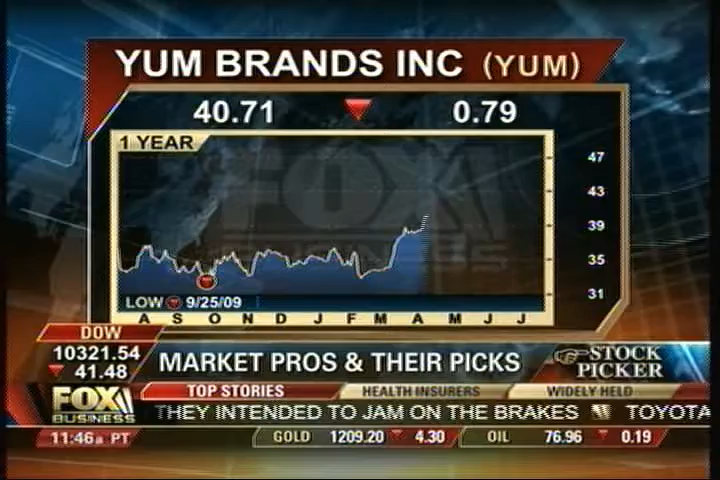 YUM BRANDS INC (YUM)
40.71 0.79
1 YEAR
47
43
39
35
31
FOX
BUSINESS
LOW 9/25/09
A S O N D J F M A M J J
DOW
10321.54
41.48
MARKET PROS & THEIR PICKS
STOCK PICKER
TOP STORIES HEALTH INSURERS WIDELY HELD
FOX
BUSINESS
THEY INTENDED TO JAM ON THE BRAKES TOYOTA
11:46a PT
GOLD 1209.20 4.30 OIL 76.96 0.19